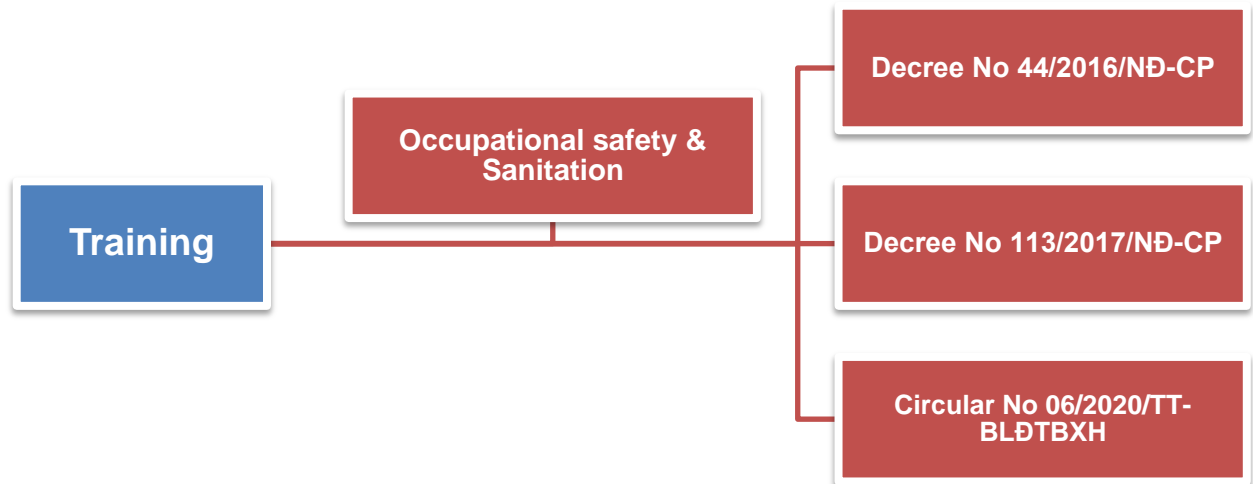 Training
Occupational safety &
Sanitation
Decree No 44/2016/NĐ-CP
Decree No 113/2017/NĐ-CP
Circular No 06/2020/TT-
BLĐTBXH